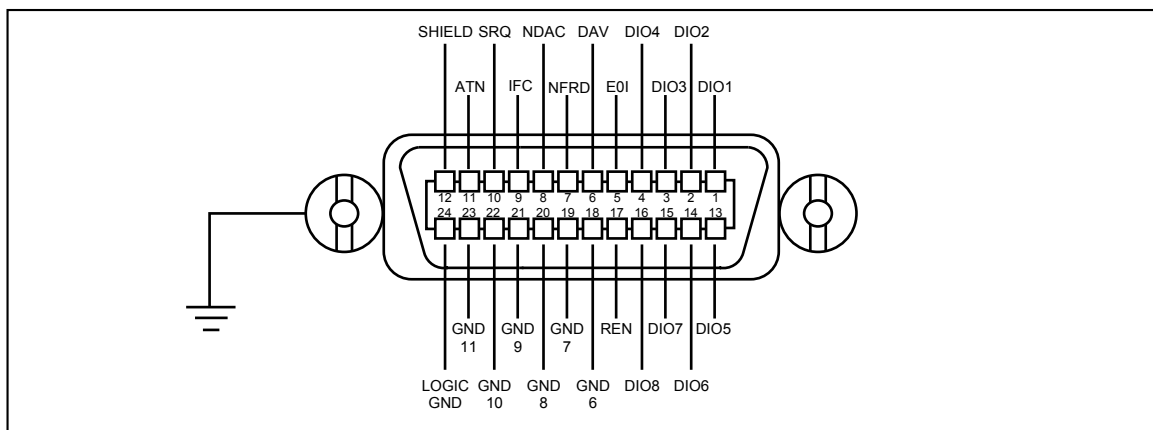 SHIELD SRQ NDAC DAV DIO4 DIO2
ATN IFC NFRD E0I DIO3 DIO1
12 11 10 9 8 7 6 5 4 3 2 1
24 23 22 21 20 19 18 17 16 15 14 13
GND 11 GND 9 GND 7 REN DIO7 DIO5
LOGIC GND GND 10 GND 8 GND 6 DIO8 DIO6